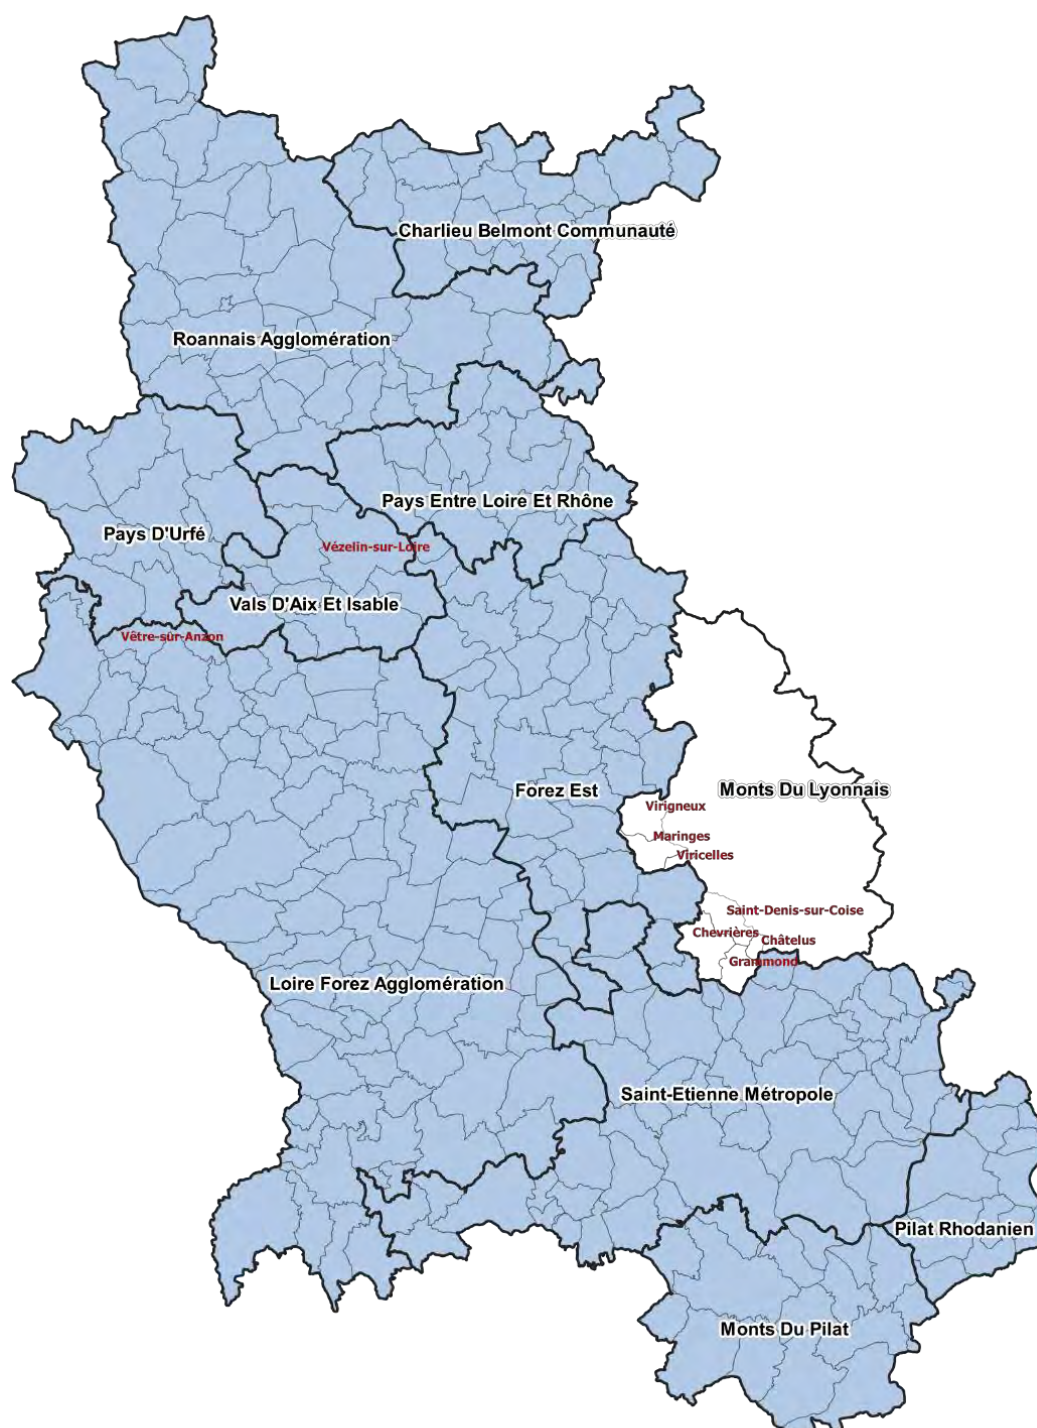 Charlieu Belmont Communauté
Roannais Agglomération
Pays Entre Loire Et Rhône
Pays D'Urfé
Vézelin-sur-Loire
Vals D'Aix Et Isable
Vêtre-sur-Anzon
Forez Est
Monts Du Lyonnais
Virigneux
Maringes
Viricelles
Saint-Denis-sur-Coise
Chevrières
Châtelus
Grammond
Loire Forez Agglomération
Saint-Etienne Métropole
Pilat Rhodanien
Monts Du Pilat